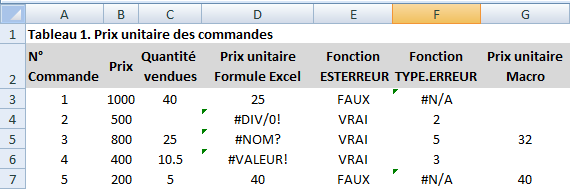 A B C D E F G
1 Tableau 1. Prix unitaire des commandes
N° Quantité Prix unitaire Fonction Fonction Prix unitaire
2 Commande Prix vendues Formule Excel ESTERREUR TYPE.ERREUR Macro
3 1 1000 40 25 FAUX #N/A
4 2 500 #DIV/0! VRAI 2
5 3 800 25 #NOM? VRAI 5 32
6 4 400 10.5 #VALEUR! VRAI 3
7 5 200 5 40 FAUX #N/A 40